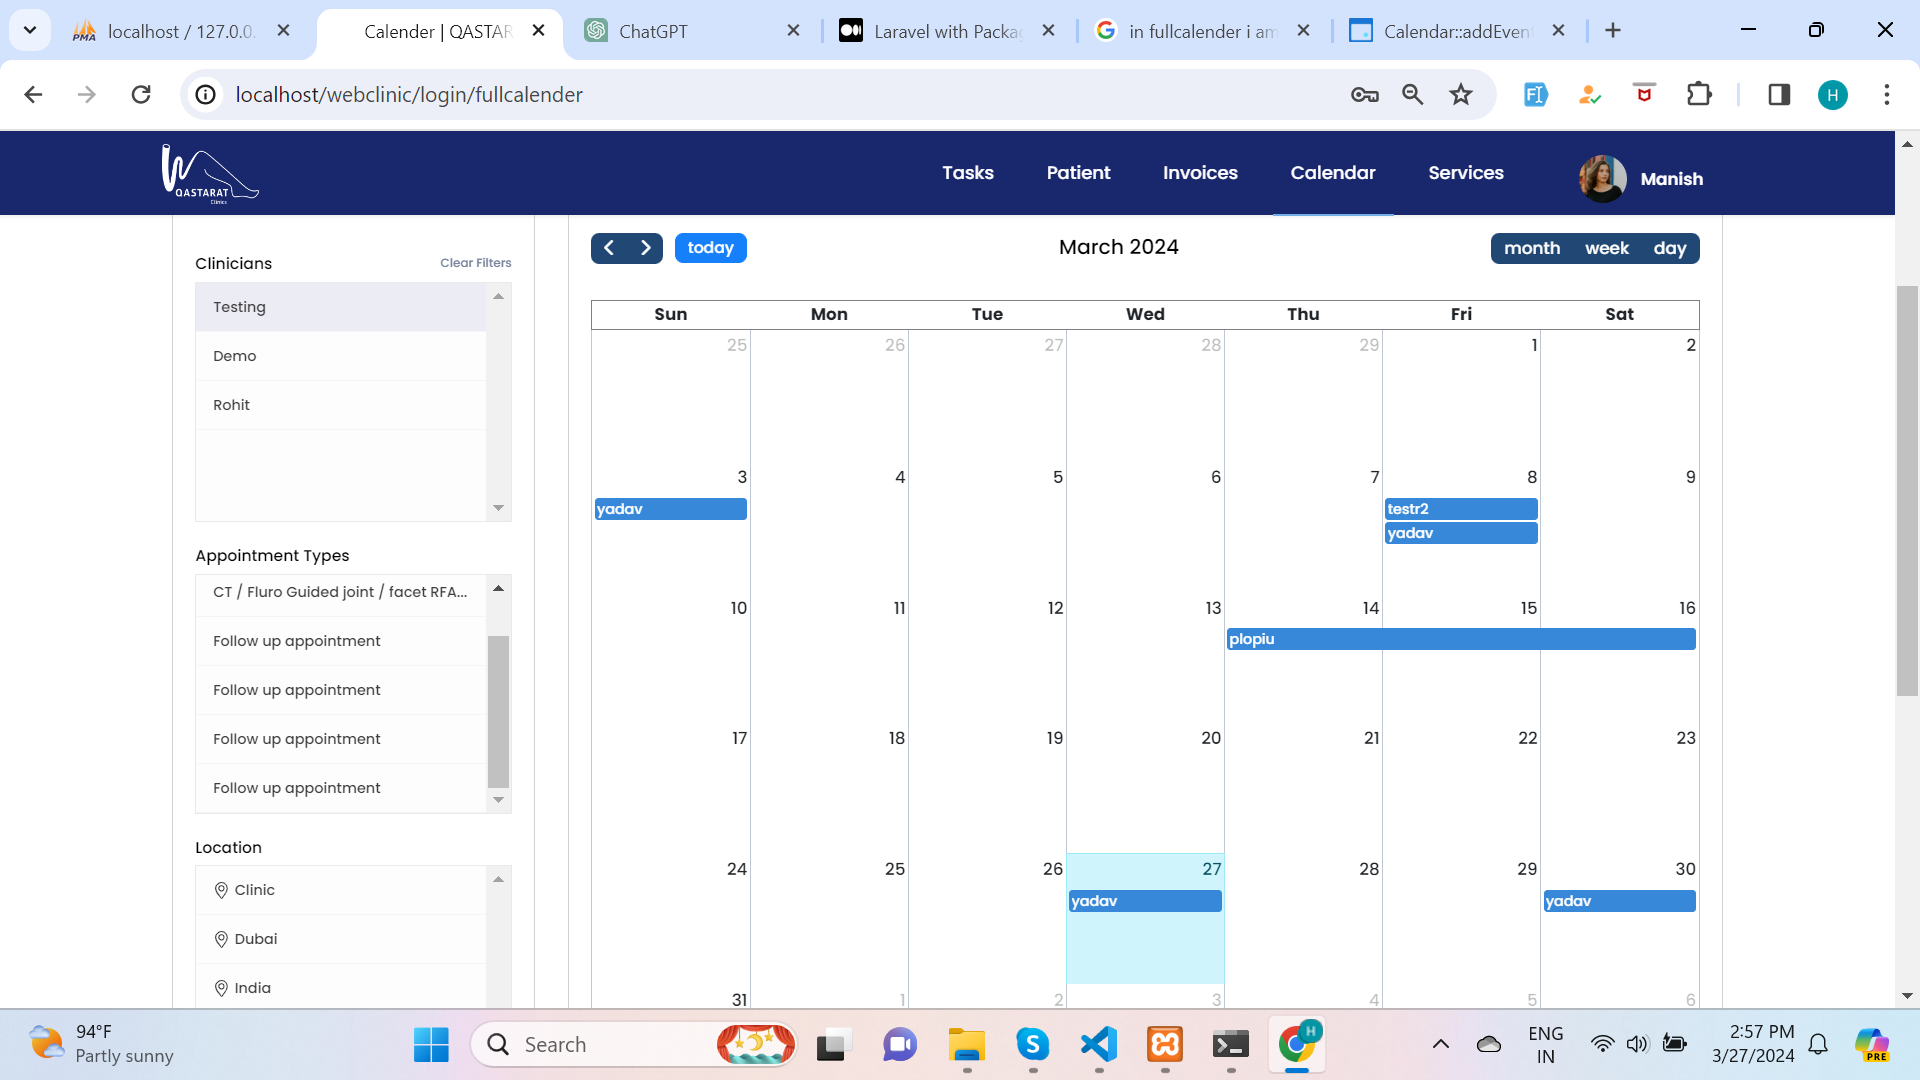 localhost / 127.0.0.
Calender | QASTAR
ChatGPT
Laravel with Packag
in fullcalender i am
Calendar::addEvent
localhost/webclinic/login/fullcalender
H
QASTARAT
Clinics
Tasks
Patient
Invoices
Calendar
Services
Manish
Clinicians
Clear Filters
Testing
Demo
Rohit
Appointment Types
CT / Fluro Guided joint / facet RFA...
Follow up appointment
Follow up appointment
Follow up appointment
Follow up appointment
Location
Clinic
Dubai
India
today
March 2024
month week day
Sun Mon Tue Wed Thu Fri Sat
25 26 27 28 29 1 2
3 4 5 6 7 8 9
yadav
testr2
yadav
10 11 12 13 14 15 16
plopiu
17 18 19 20 21 22 23
24 25 26 27 28 29 30
yadav
yadav
31 1 2 3 4 5 6
94°F
Partly sunny
Search
H
ENG
IN
2:57 PM
3/27/2024
PRE